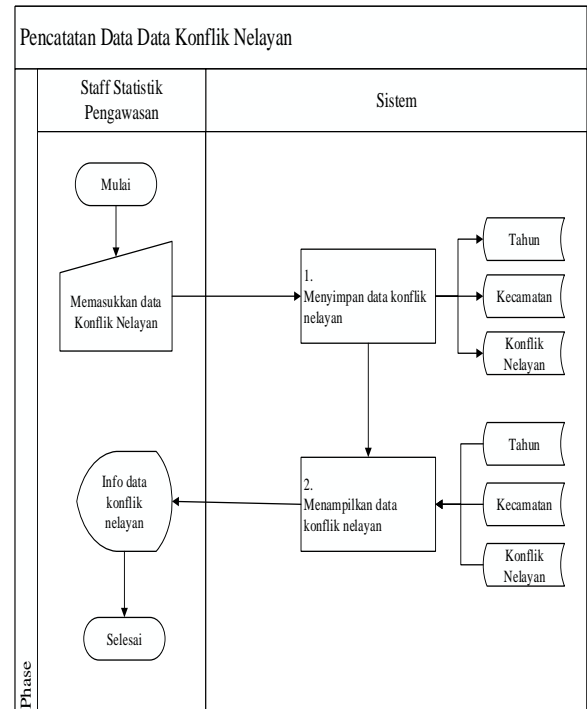 Pencatatan Data Data Konflik Nelayan
Staff Statistik
Pengawasan
Sistem
Mulai
Memasukkan data
Konflik Nelayan
1.
Menyimpan data konflik
nelayan
Tahun
Kecamatan
Konflik
Nelayan
Info data
konflik
nelayan
2.
Menampilkan data
konflik nelayan
Tahun
Kecamatan
Konflik
Nelayan
Selesai
Phase